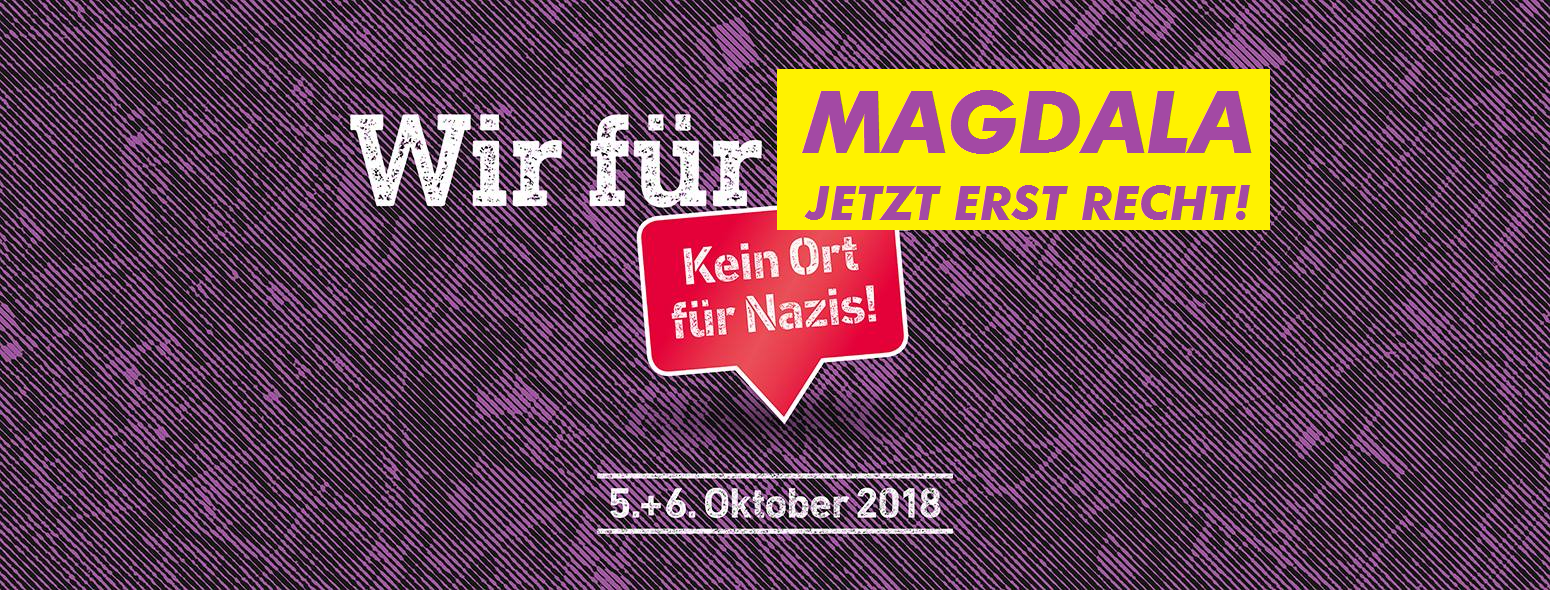 Wir für MAGDALA
JETZT ERST RECHT!
Kein Ort
für Nazis!
5.+6. Oktober 2018